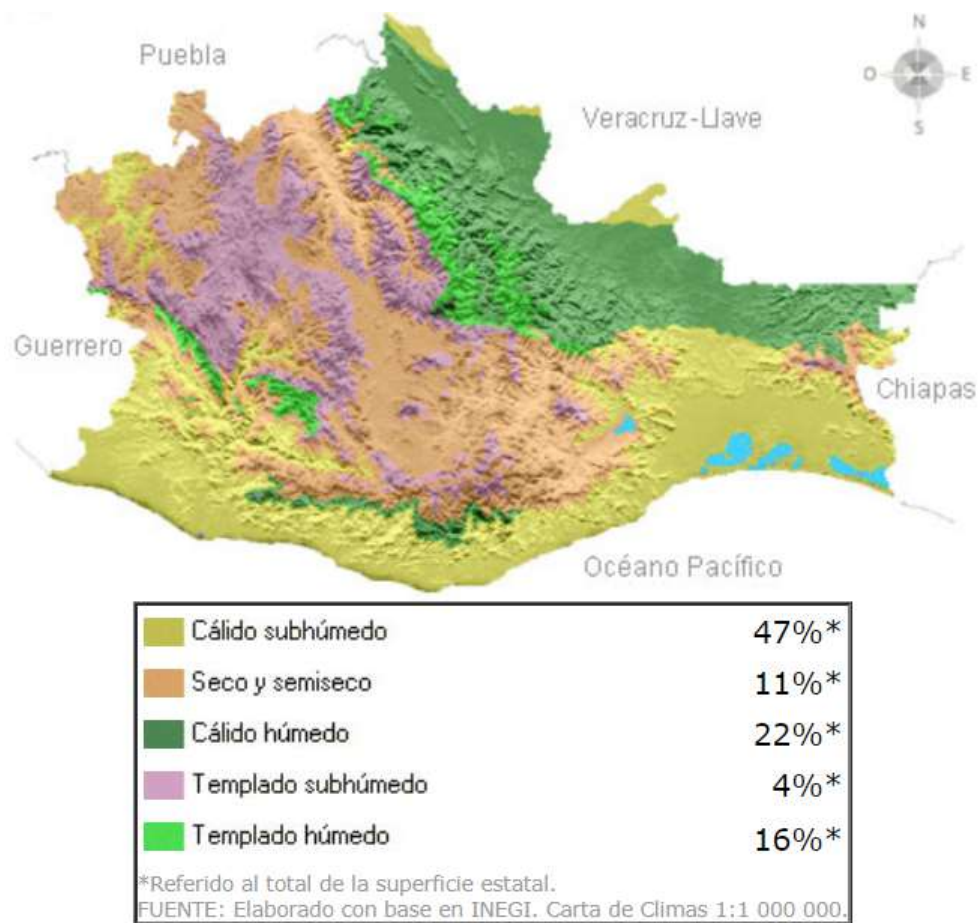 N
Puebla
O E
Veracruz-Llave
S
Guerrero
Chiapas
Océano Pacífico
Cálido subhúmedo 47%*
Seco y semiseco 11%*
Cálido húmedo 22%*
Templado subhúmedo 4%*
Templado húmedo 16%*
*Referido al total de la superficie estatal.
FUENTE: Elaborado con base en INEGI. Carta de Climas 1:1 000 000.